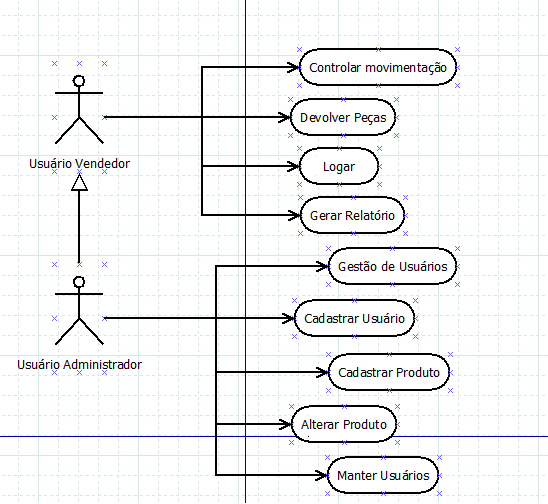 Controlar movimentação
Devolver Peças
Usuário Vendedor
Logar
Gerar Relatório
Gestão de Usuários
Cadastrar Usuário
Usuário Administrador
Cadastrar Produto
Alterar Produto
Manter Usuários